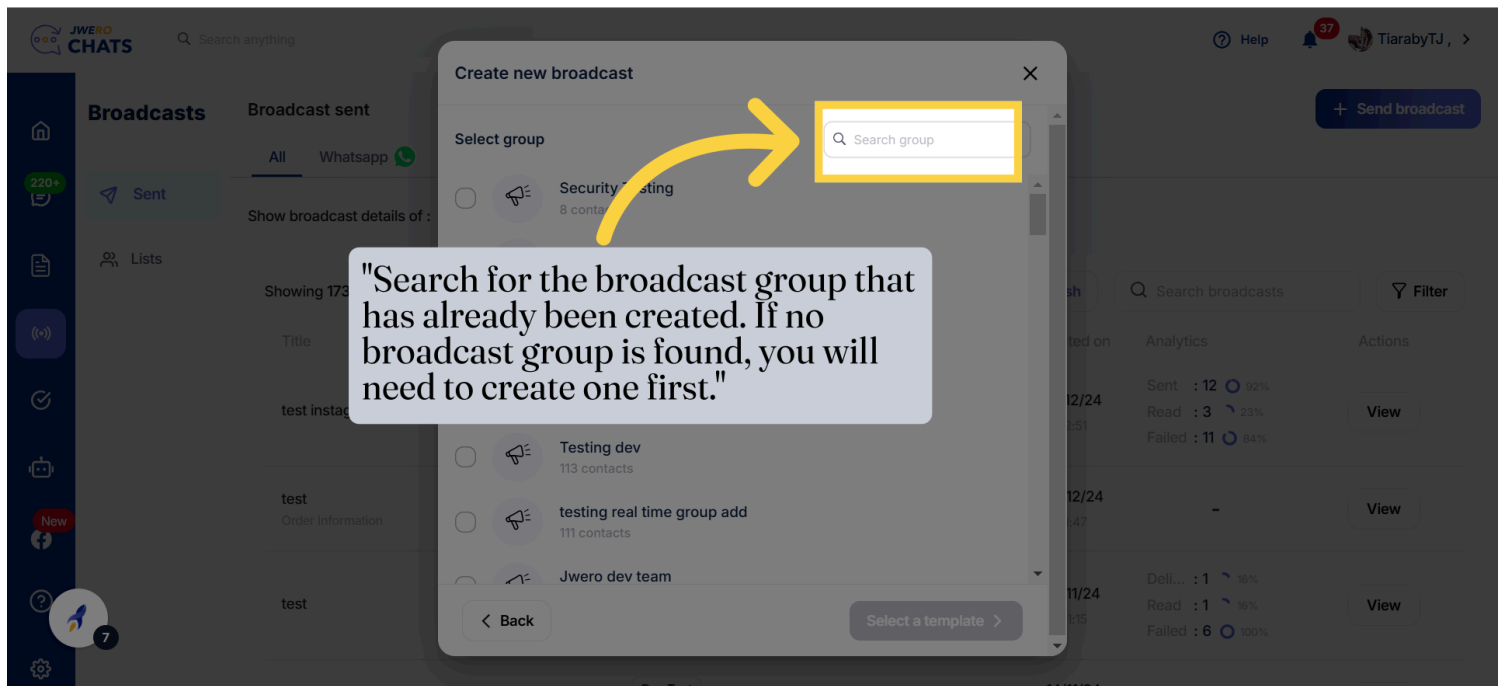 JWERO
CHATS
Search anything
Help
37
TiarabyTJ ,
Broadcasts
Sent
Lists
220+
New
7
Broadcast sent
Send broadcast
All
Whatsapp
Show broadcast details of :
Showing 173
Search broadcasts
Filter
Title
Analytics
Actions
test
Sent : 12 92%
Read : 3 23%
Failed : 11 84%
View
test
Order Information
-
View
test
Deli... : 1 16%
Read : 1 16%
Failed : 6 100%
View
Create new broadcast
Select group
Search group
Security
8
"Search for the broadcast group that
has already been created. If no
broadcast group is found, you will
need to create one first."
Testing dev
113 contacts
testing real time group add
111 contacts
Jwero dev team
Back
Select a template